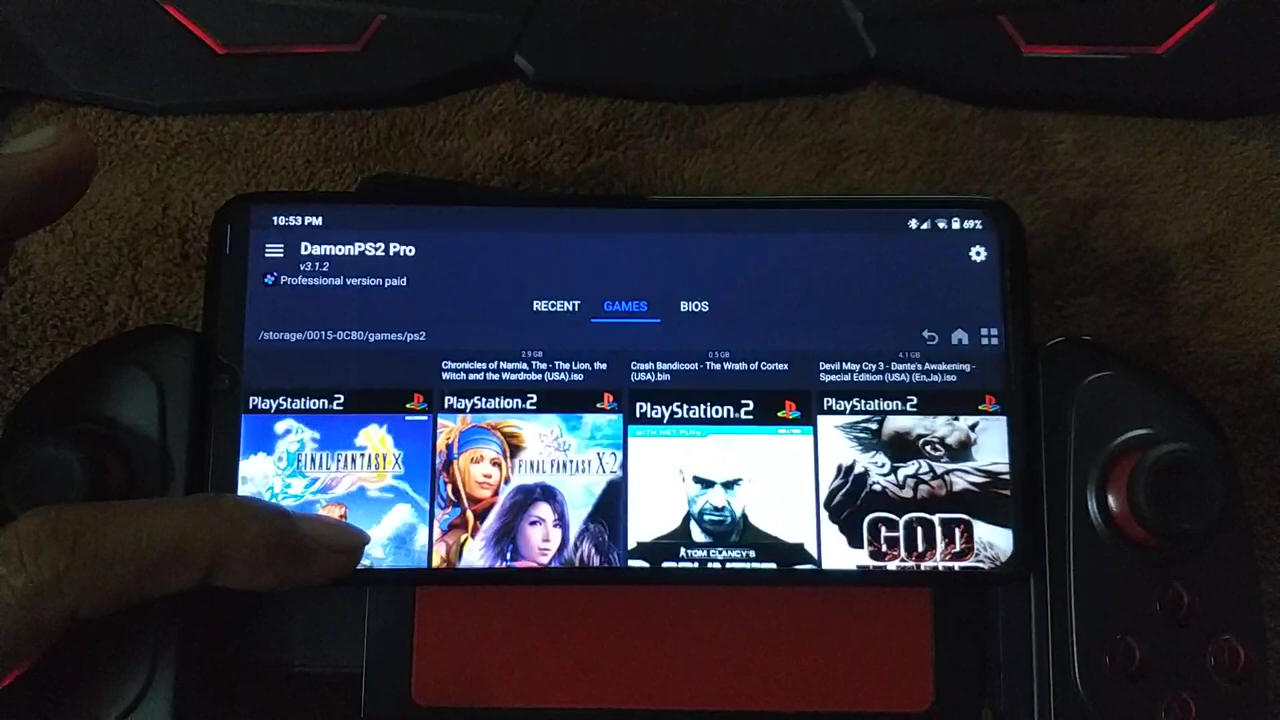 10:53 PM
69%
DamonPS2 Pro
v3.1.2
Professional version paid
RECENT
GAMES
BIOS
/storage/0015-0C80/games/ps2
2.9 GB
Chronicles of Narnia, The - The Lion, the
Witch and the Wardrobe (USA).iso
0.5 GB
Crash Bandicoot - The Wrath of Cortex
(USA).bin
4.1 GB
Devil May Cry 3 - Dante's Awakening -
Special Edition (USA) (En,Ja).iso
PlayStation.2
FINAL FANTASY X
PlayStation.2
FINAL FANTASY X-2
PlayStation.2
WITH NET PLAY
TOM CLANCY'S
PlayStation.2
GOD